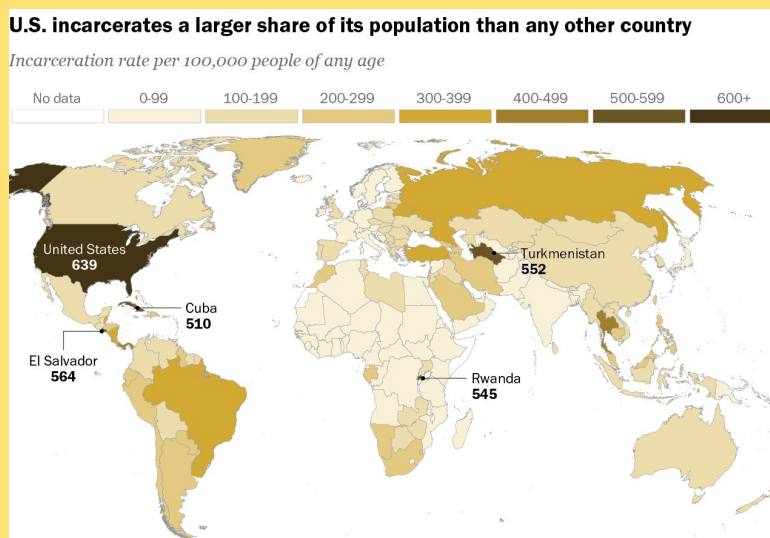 U.S. incarcerates a larger share of its population than any other country
Incarceration rate per 100,000 people of any age
No data 0-99 100-199 200-299 300-399 400-499 500-599 600+
United States
639
Turkmenistan
552
Cuba
510
El Salvador
564
Rwanda
545